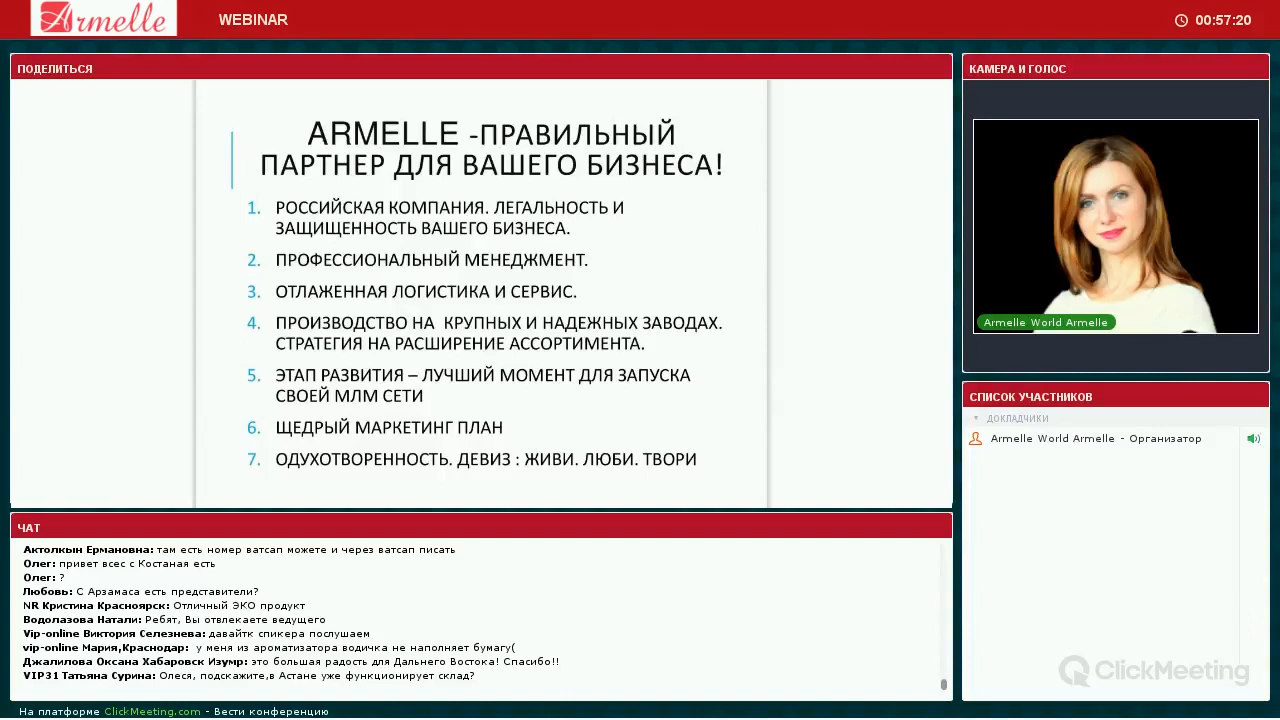 Armelle
WEBINAR
00:57:20
ПОДЕЛИТЬСЯ
ARMELLE -ПРАВИЛЬНЫЙ
ПАРТНЕР ДЛЯ ВАШЕГО БИЗНЕСА!
1. РОССИЙСКАЯ КОМПАНИЯ. ЛЕГАЛЬНОСТЬ И
ЗАЩИЩЕННОСТЬ ВАШЕГО БИЗНЕСА.
2. ПРОФЕССИОНАЛЬНЫЙ МЕНЕДЖМЕНТ.
3. ОТЛАЖЕННАЯ ЛОГИСТИКА И СЕРВИС.
4. ПРОИЗВОДСТВО НА КРУПНЫХ И НАДЕЖНЫХ ЗАВОДАХ.
СТРАТЕГИЯ НА РАСШИРЕНИЕ АССОРТИМЕНТА.
5. ЭТАП РАЗВИТИЯ – ЛУЧШИЙ МОМЕНТ ДЛЯ ЗАПУСКА
СВОЕЙ МЛМ СЕТИ
6. ЩЕДРЫЙ МАРКЕТИНГ ПЛАН
7. ОДУХОТВОРЕННОСТЬ. ДЕВИЗ : ЖИВИ. ЛЮБИ. ТВОРИ
ЧАТ
Актолкын Ермановна: там есть номер ватсап можете и через ватсап писать
Олег: привет всес с Костаная есть
Олег: ?
Любовь: С Арзамаса есть представители?
NR Кристина Красноярск: Отличный ЭКО продукт
Водолазова Натали: Ребят, Вы отвлекаете ведущего
Vip-online Виктория Селезнева: давайтк спикера послушаем
vip-online Мария,Краснодар: у меня из ароматизатора водичка не наполняет бумагу(
Джалилова Оксана Хабаровск Изумр: это большая радость для Дальнего Востока! Спасибо!!
VIP31 Татьяна Сурина: Олеся, подскажите,в Астане уже функционирует склад?
КАМЕРА И ГОЛОС
Armelle World Armelle
СПИСОК УЧАСТНИКОВ
ДОКЛАДЧИКИ
Armelle World Armelle - Организатор
ClickMeeting
На платформе ClickMeeting.com - Вести конференцию